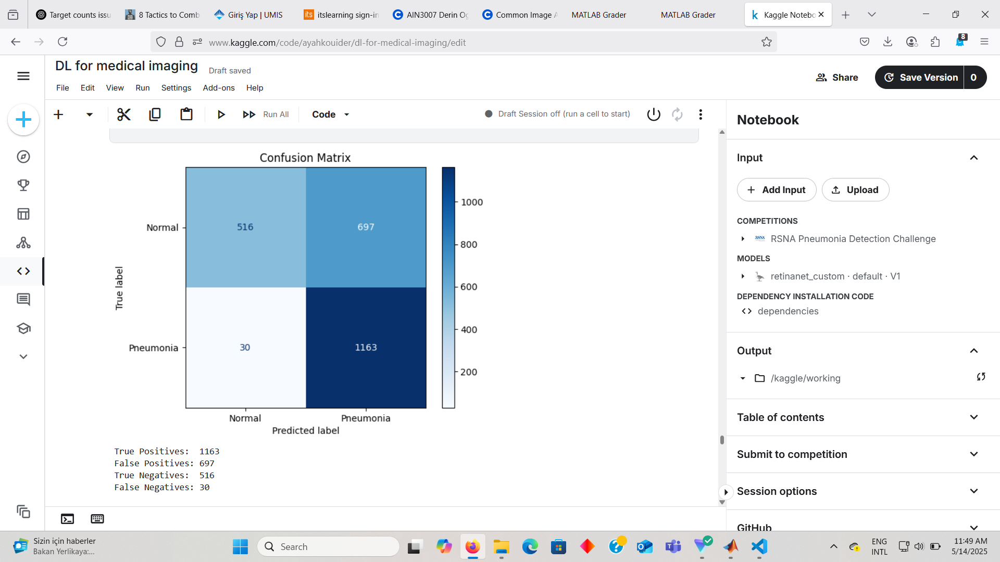 Target counts issu
8 Tactics to Comb
Giriş Yap | UMIS
itslearning sign-in
AIN3007 Derin Og
Common Image A
MATLAB Grader
MATLAB Grader
Kaggle Notebo
www.kaggle.com/code/ayahkouider/dl-for-medical-imaging/edit
8
DL for medical imaging
Draft saved
File Edit View Run Settings Add-ons Help
Share
Save Version 0
Run All
Code
Draft Session off (run a cell to start)
Confusion Matrix
Normal
Pneumonia
True label
516
697
30
1163
Normal
Pneumonia
Predicted label
1000
800
600
400
200
True Positives: 1163
False Positives: 697
True Negatives: 516
False Negatives: 30
Notebook
Input
Add Input
Upload
COMPETITIONS
RSNA RSNA Pneumonia Detection Challenge
MODELS
retinanet_custom · default · V1
DEPENDENCY INSTALLATION CODE
dependencies
Output
/kaggle/working
Table of contents
Submit to competition
Session options
GitHub
Sizin için haberler
Bakan Yerlikaya:...
Search
ENG
INTL
11:49 AM
5/14/2025